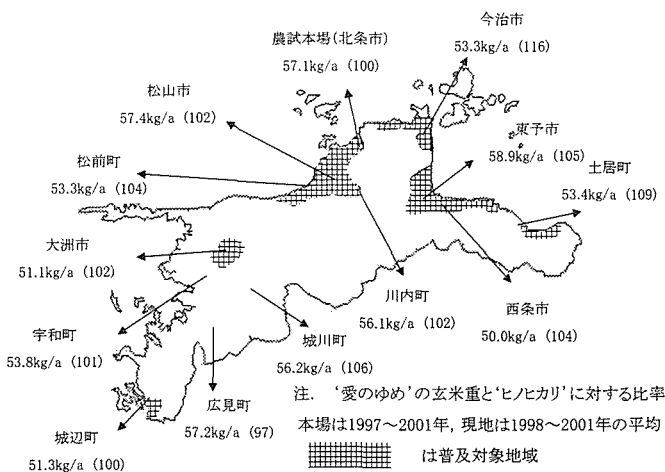 今治市
53.3kg/a (116)
農試本場(北条市)
57.1kg/a (100)
松山市
57.4kg/a (102)
東予市
58.9kg/a (105)
松前町
53.3kg/a (104)
土居町
53.4kg/a (109)
大洲市
51.1kg/a (102)
川内町
56.1kg/a (102)
西条市
50.0kg/a (104)
宇和町
53.8kg/a (101)
城川町
56.2kg/a (106)
広見町
57.2kg/a (97)
城辺町
51.3kg/a (100)
注. ‘愛のゆめ’の玄米重と‘ヒノヒカリ’に対する比率
本場は1997～2001年, 現地は1998～2001年の平均
は普及対象地域